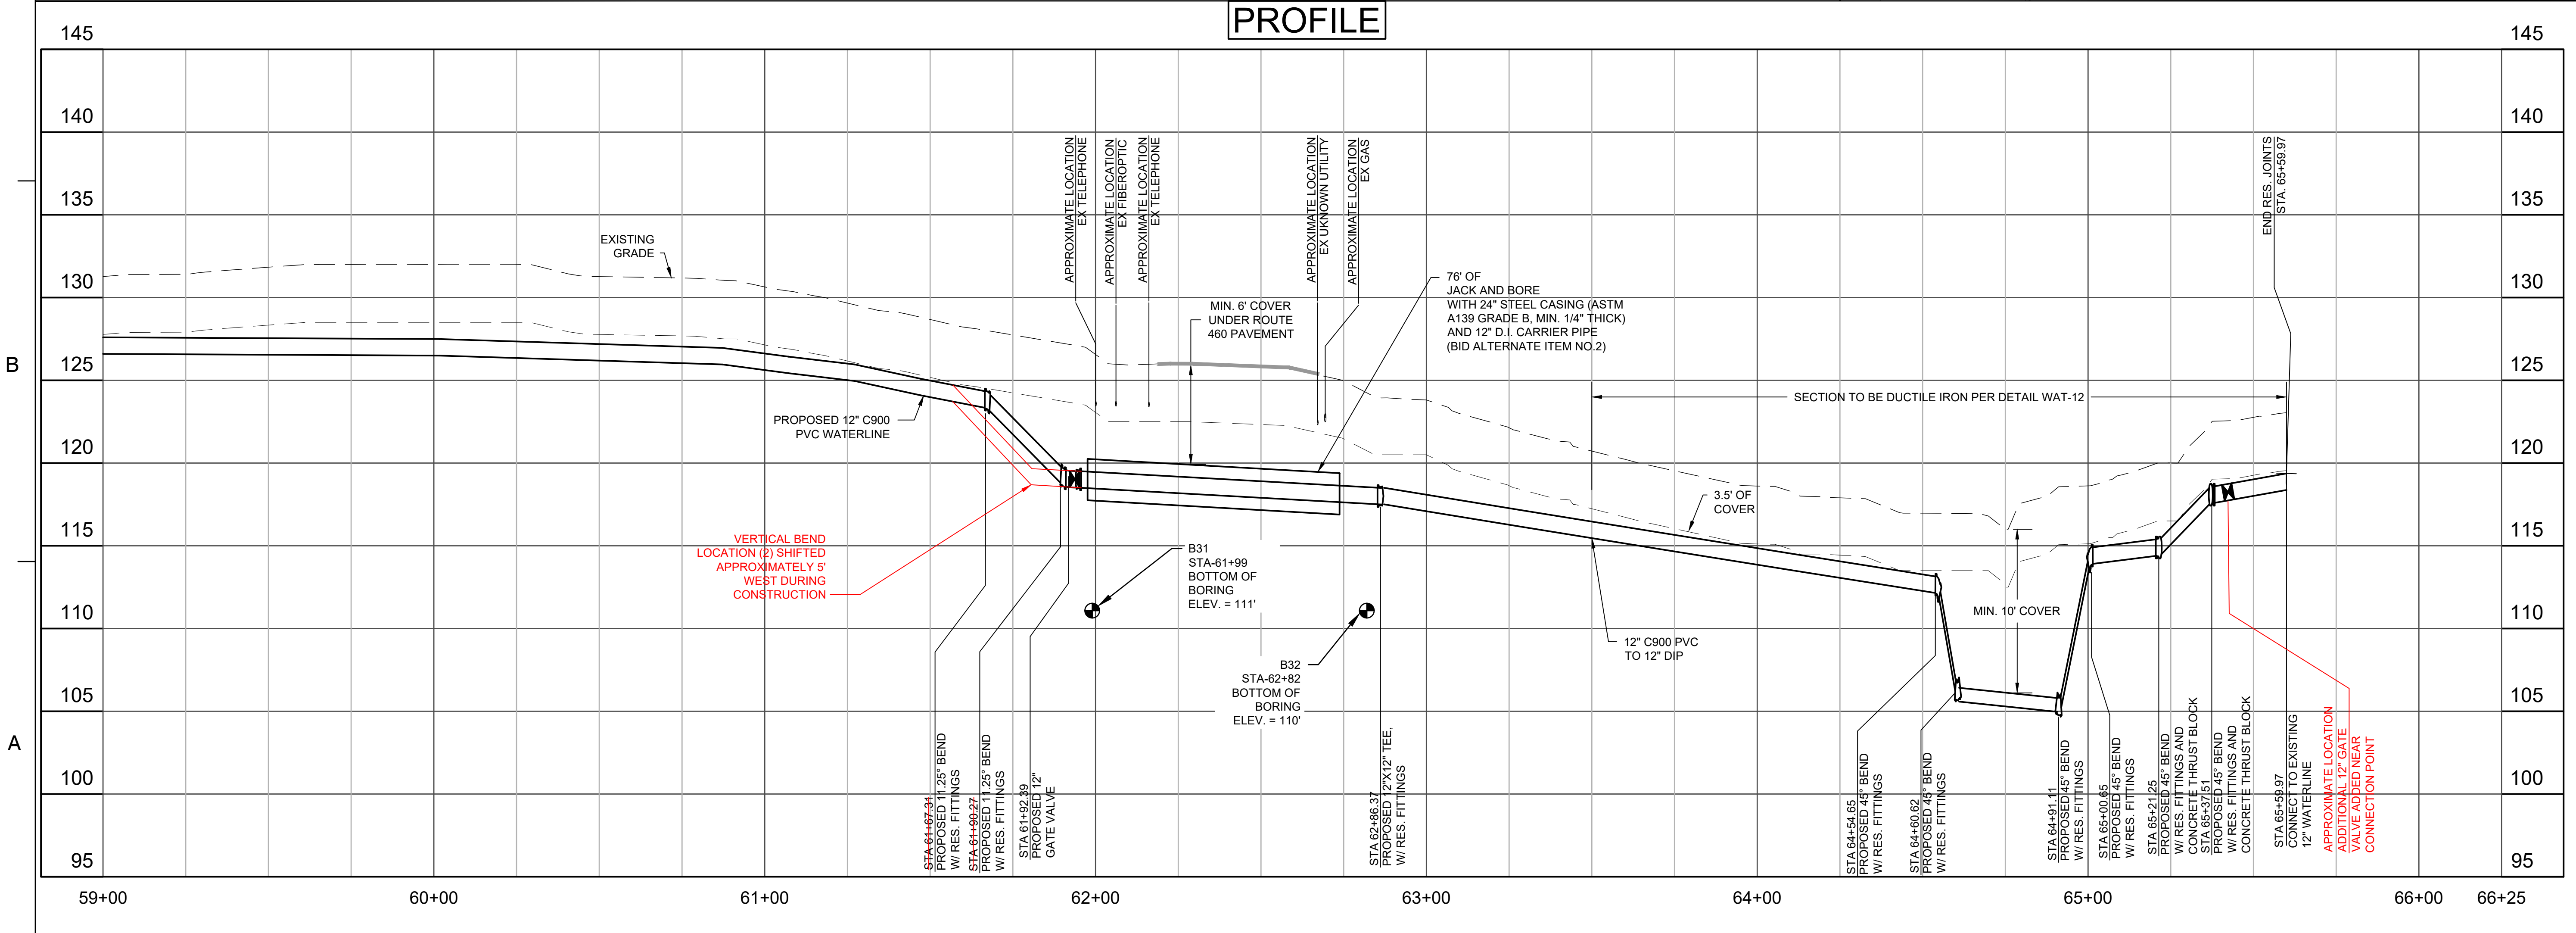 PROFILE
145
145
140
140
135
135
130
130
125
125
120
120
115
115
110
110
105
105
100
100
95
95
B
A
EXISTING
GRADE
APPROXIMATE LOCATION
EX TELEPHONE
APPROXIMATE LOCATION
EX FIBEROPTIC
APPROXIMATE LOCATION
EX TELEPHONE
APPROXIMATE LOCATION
EX UKNOWN UTILITY
APPROXIMATE LOCATION
EX GAS
END RES. JOINTS
STA. 65+59.97
MIN. 6' COVER
UNDER ROUTE
460 PAVEMENT
76' OF
JACK AND BORE
WITH 24" STEEL CASING (ASTM
A139 GRADE B, MIN. 1/4" THICK)
AND 12" D.I. CARRIER PIPE
(BID ALTERNATE ITEM NO.2)
SECTION TO BE DUCTILE IRON PER DETAIL WAT-12
PROPOSED 12" C900
PVC WATERLINE
3.5' OF
COVER
VERTICAL BEND
LOCATION (2) SHIFTED
APPROXIMATELY 5'
WEST DURING
CONSTRUCTION
B31
STA-61+99
BOTTOM OF
BORING
ELEV. = 111'
B32
STA-62+82
BOTTOM OF
BORING
ELEV. = 110'
12" C900 PVC
TO 12" DIP
MIN. 10' COVER
STA 61+67.31
PROPOSED 11.25° BEND
W/ RES. FITTINGS
STA 61+90.27
PROPOSED 11.25° BEND
W/ RES. FITTINGS
STA 61+92.39
PROPOSED 12"
GATE VALVE
STA 62+86.37
PROPOSED 12"X12" TEE,
W/ RES. FITTINGS
STA 64+54.65
PROPOSED 45° BEND
W/ RES. FITTINGS
STA 64+60.62
PROPOSED 45° BEND
W/ RES. FITTINGS
STA 64+91.11
PROPOSED 45° BEND
W/ RES. FITTINGS
STA 65+00.65
PROPOSED 45° BEND
W/ RES. FITTINGS
STA 65+21.25
PROPOSED 45° BEND
W/ RES. FITTINGS AND
CONCRETE THRUST BLOCK
STA 65+37.51
PROPOSED 45° BEND
W/ RES. FITTINGS AND
CONCRETE THRUST BLOCK
STA 65+59.97
CONNECT TO EXISTING
12" WATERLINE
APPROXIMATE LOCATION
ADDITIONAL 12" GATE
VALVE ADDED NEAR
CONNECTION POINT
59+00
60+00
61+00
62+00
63+00
64+00
65+00
66+00
66+25